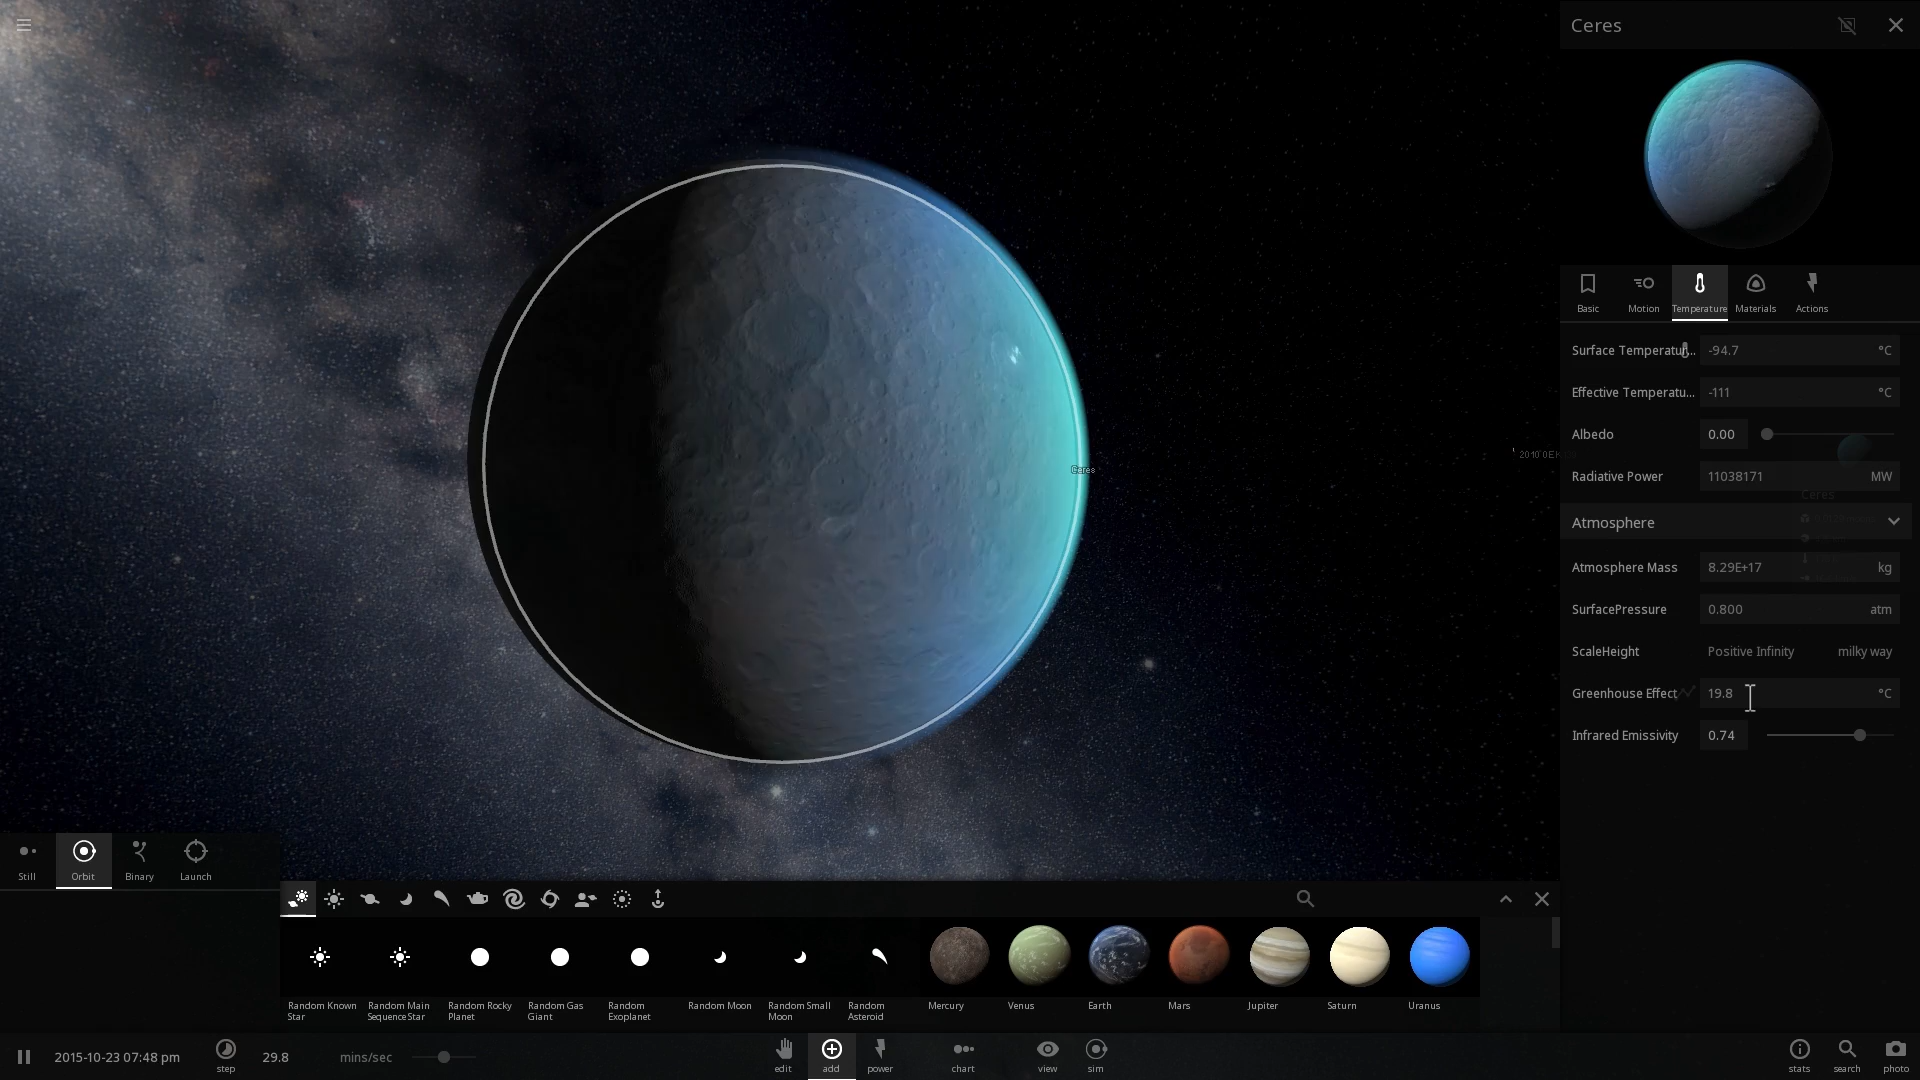 Ceres
Basic
Motion
Temperature
Materials
Actions
Surface Temperatur... -94.7 °C
Effective Temperatu... -111 °C
Albedo 0.00
Radiative Power 11038171 MW
Ceres
Atmosphere
Atmosphere Mass 8.29E+17 kg
SurfacePressure 0.800 atm
ScaleHeight Positive Infinity milky way
Greenhouse Effect 19.8 °C
Infrared Emissivity 0.74
Ceres
Still
Orbit
Binary
Launch
Random Known Star
Random Main Sequence Star
Random Rocky Planet
Random Gas Giant
Random Exoplanet
Random Moon
Random Small Moon
Random Asteroid
Mercury
Venus
Earth
Mars
Jupiter
Saturn
Uranus
2015-10-23 07:48 pm
step
29.8 mins/sec
edit
add
power
chart
view
sim
stats
search
photo